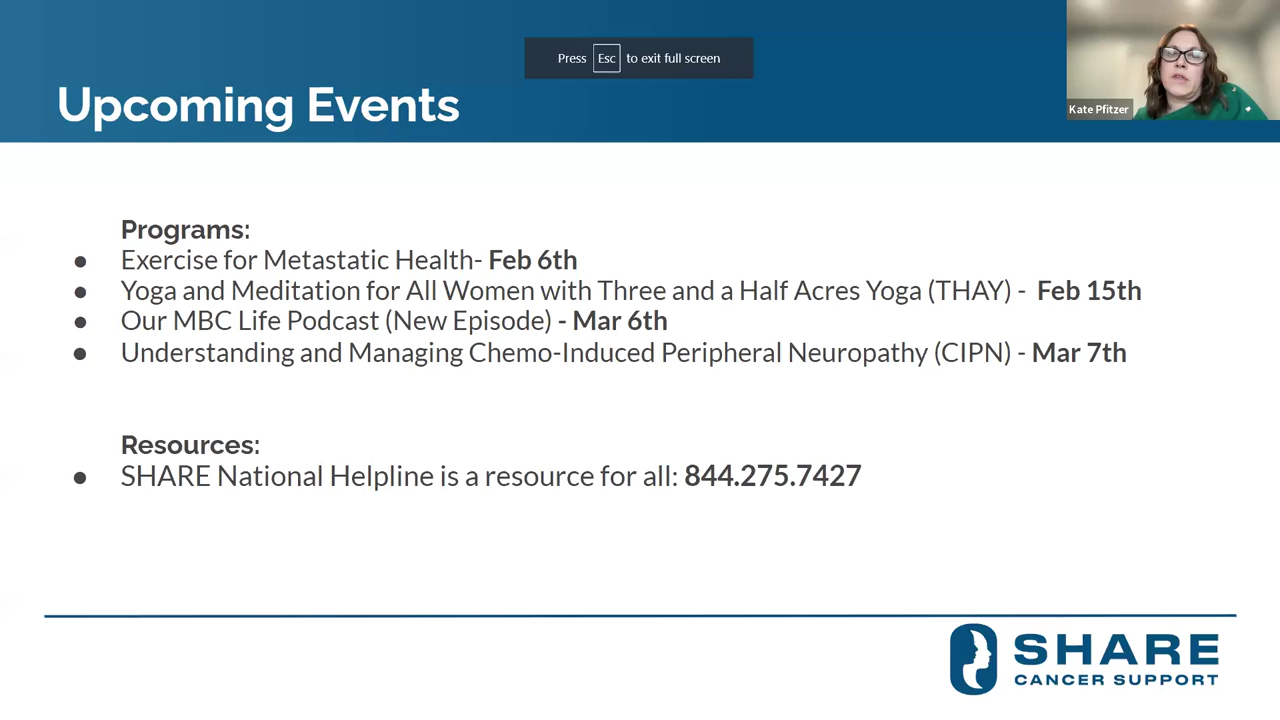 Press Esc to exit full screen
Kate Pfitzer
Upcoming Events
Programs:
● Exercise for Metastatic Health- Feb 6th
● Yoga and Meditation for All Women with Three and a Half Acres Yoga (THAY) - Feb 15th
● Our MBC Life Podcast (New Episode) - Mar 6th
● Understanding and Managing Chemo-Induced Peripheral Neuropathy (CIPN) - Mar 7th
Resources:
● SHARE National Helpline is a resource for all: 844.275.7427
SHARE
CANCER SUPPORT